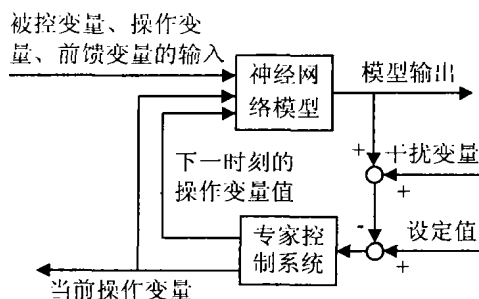 被控变量、操作变
量、前馈变量的输入
神经网
络模型
模型输出
下一时刻的
操作变量值
+
干扰变量
+
-
设定值
+
专家控
制系统
当前操作变量